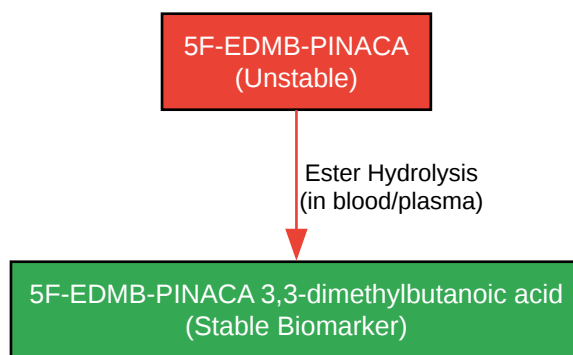 5F-EDMB-PINACA
(Unstable)
Ester Hydrolysis
(in blood/plasma)
5F-EDMB-PINACA 3,3-dimethylbutanoic acid
(Stable Biomarker)